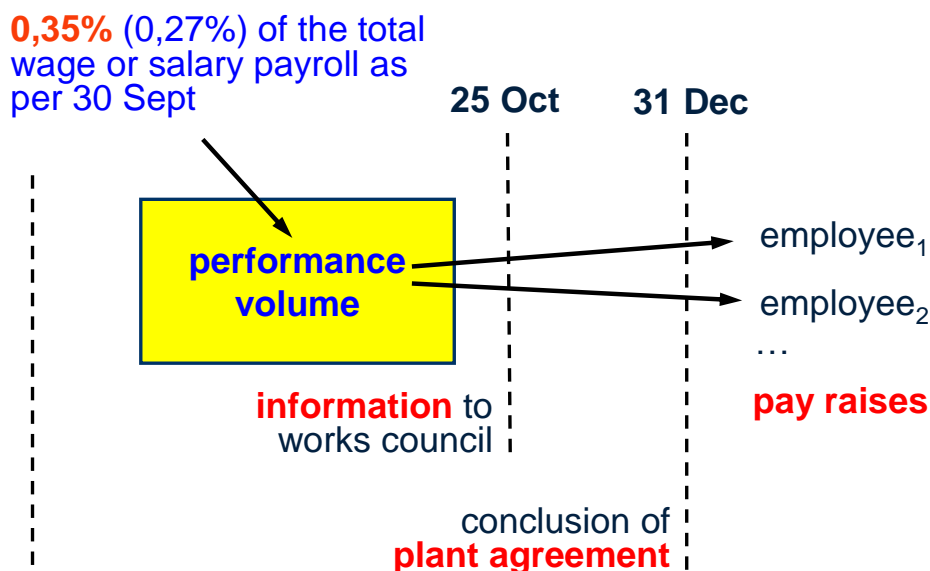 0,35% (0,27%) of the total
wage or salary payroll as
per 30 Sept
25 Oct
31 Dec
performance
volume
employee₁
employee₂
…
pay raises
information to
works council
conclusion of
plant agreement